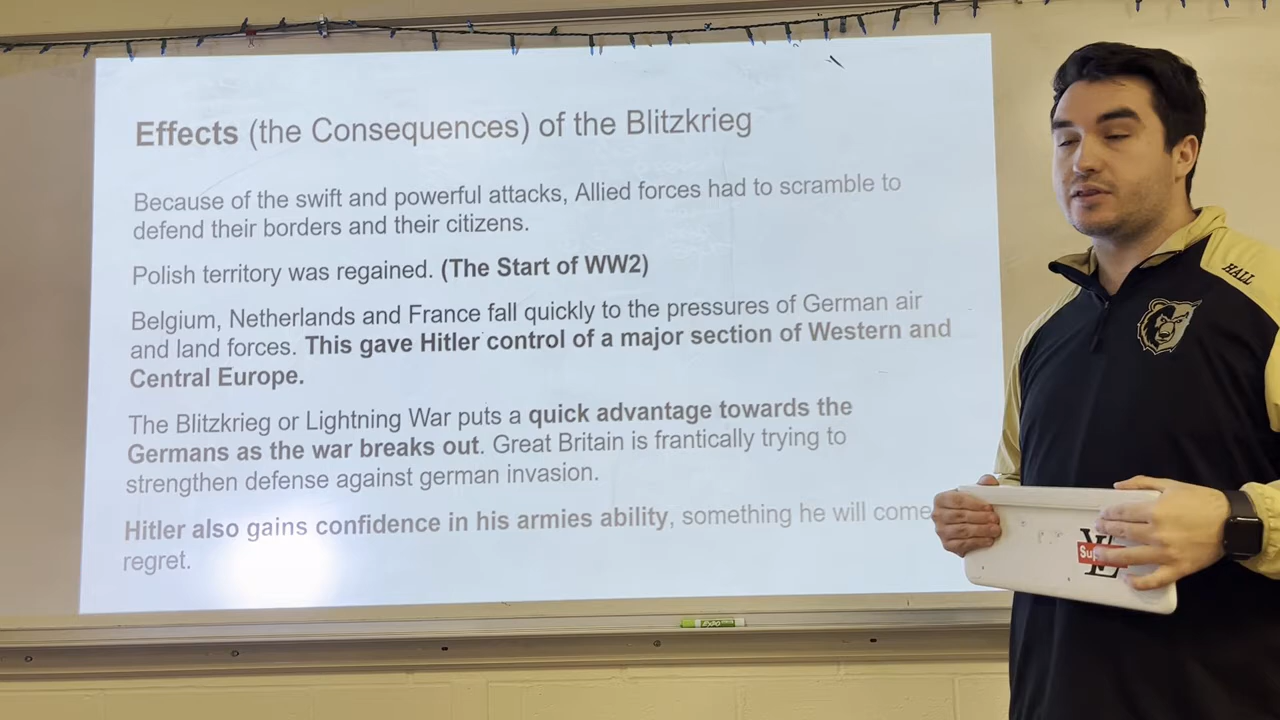 Effects (the Consequences) of the Blitzkrieg
Because of the swift and powerful attacks, Allied forces had to scramble to
defend their borders and their citizens.
Polish territory was regained. (The Start of WW2)
Belgium, Netherlands and France fall quickly to the pressures of German air
and land forces. This gave Hitler control of a major section of Western and
Central Europe.
The Blitzkrieg or Lightning War puts a quick advantage towards the
Germans as the war breaks out. Great Britain is frantically trying to
strengthen defense against german invasion.
Hitler also gains confidence in his armies ability, something he will come
regret.
HALL